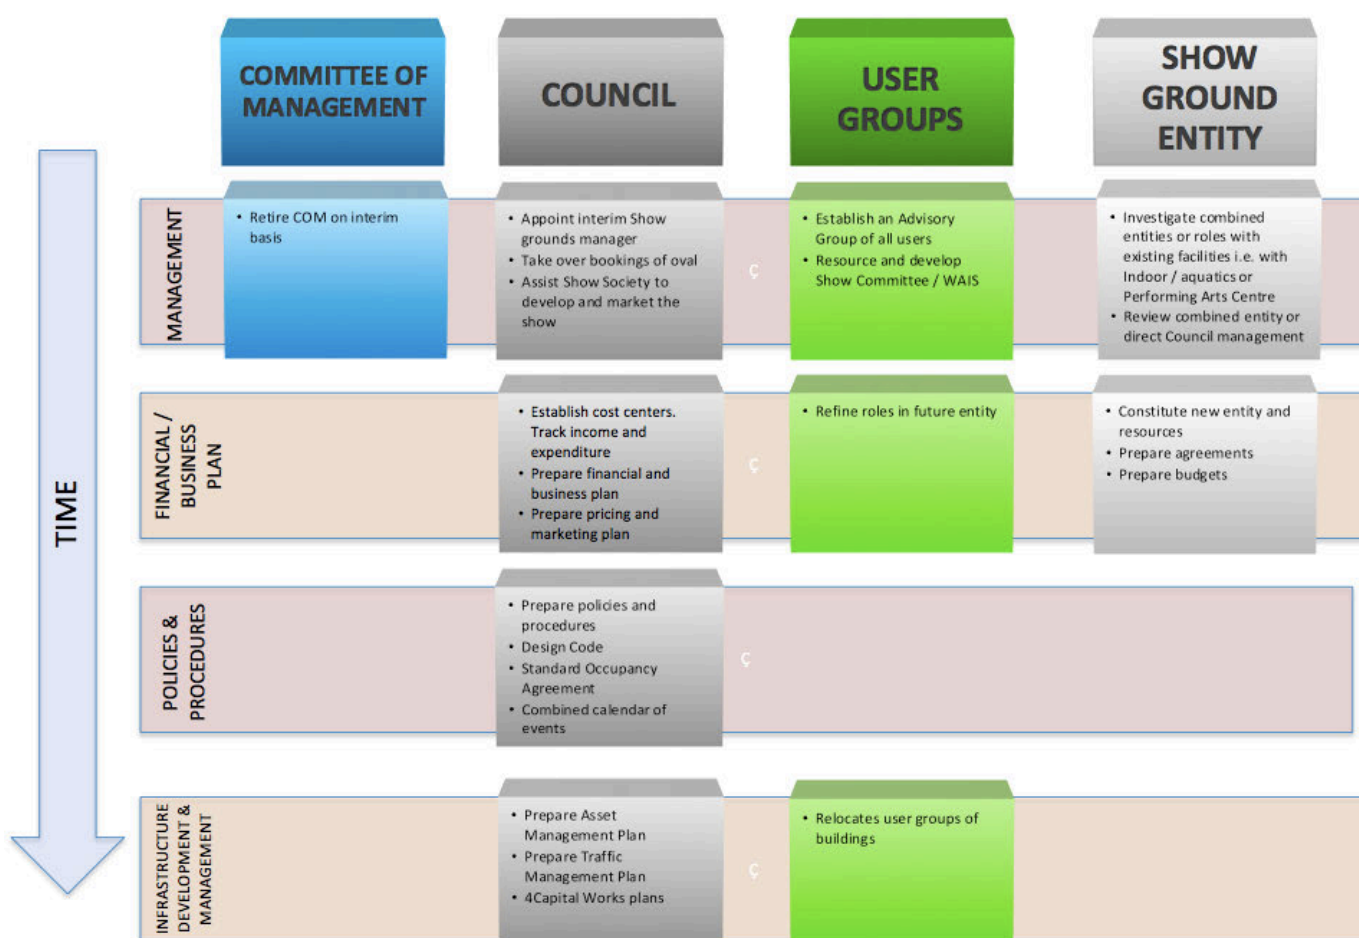 COMMITTEE OF
MANAGEMENT
COUNCIL
USER
GROUPS
SHOW
GROUND
ENTITY
TIME
MANAGEMENT
• Retire COM on interim
basis
• Appoint interim Show
grounds manager
• Take over bookings of oval
• Assist Show Society to
develop and market the
show
ç
• Establish an Advisory
Group of all users
• Resource and develop
Show Committee / WAIS
• Investigate combined
entities or roles with
existing facilities i.e. with
Indoor / aquatics or
Performing Arts Centre
• Review combined entity or
direct Council management
FINANCIAL /
BUSINESS
PLAN
• Establish cost centers.
Track income and
expenditure
• Prepare financial and
business plan
• Prepare pricing and
marketing plan
ç
• Refine roles in future entity
• Constitute new entity and
resources
• Prepare agreements
• Prepare budgets
POLICIES &
PROCEDURES
• Prepare policies and
procedures
• Design Code
• Standard Occupancy
Agreement
• Combined calendar of
events
ç
INFRASTRUCTURE
DEVELOPMENT &
MANAGEMENT
• Prepare Asset
Management Plan
• Prepare Traffic
Management Plan
• 4Capital Works plans
ç
• Relocates user groups of
buildings